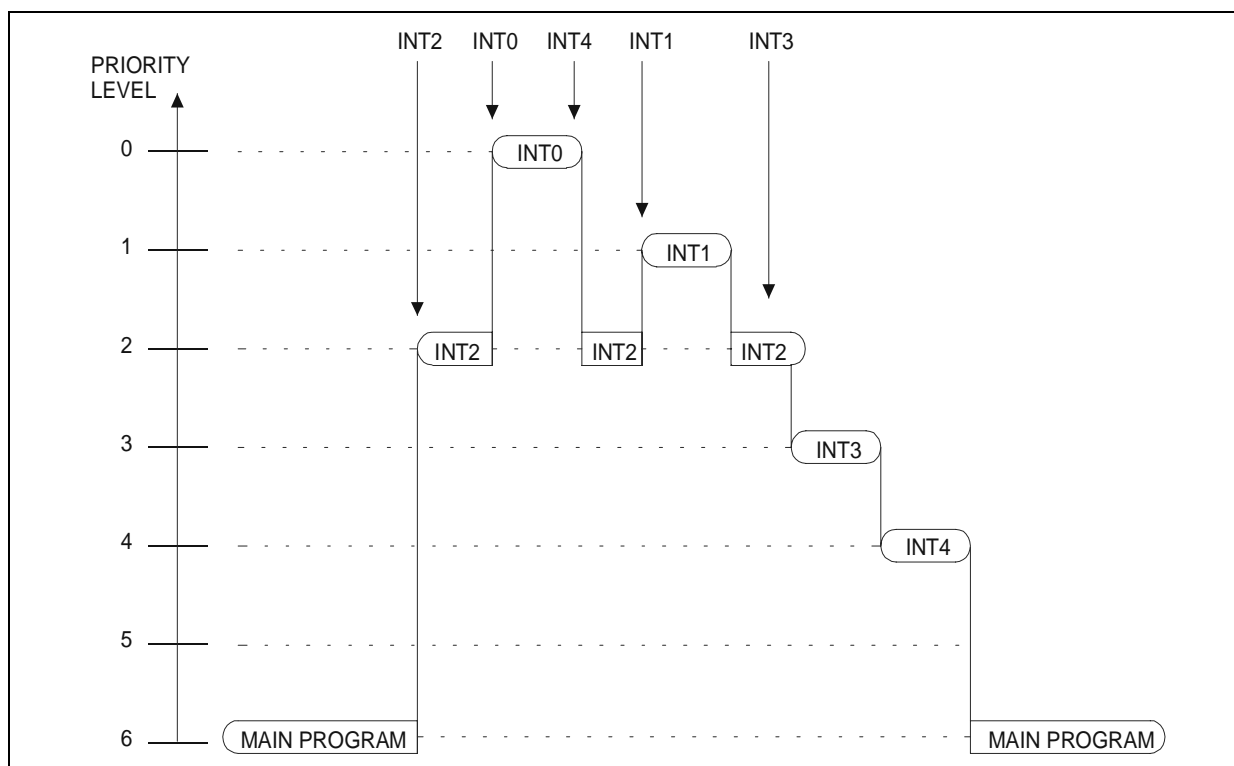 INT2 INT0 INT4 INT1 INT3
PRIORITY
LEVEL
0
INT0
1
INT1
2
INT2
INT2
INT2
3
INT3
4
INT4
5
6
MAIN PROGRAM
MAIN PROGRAM